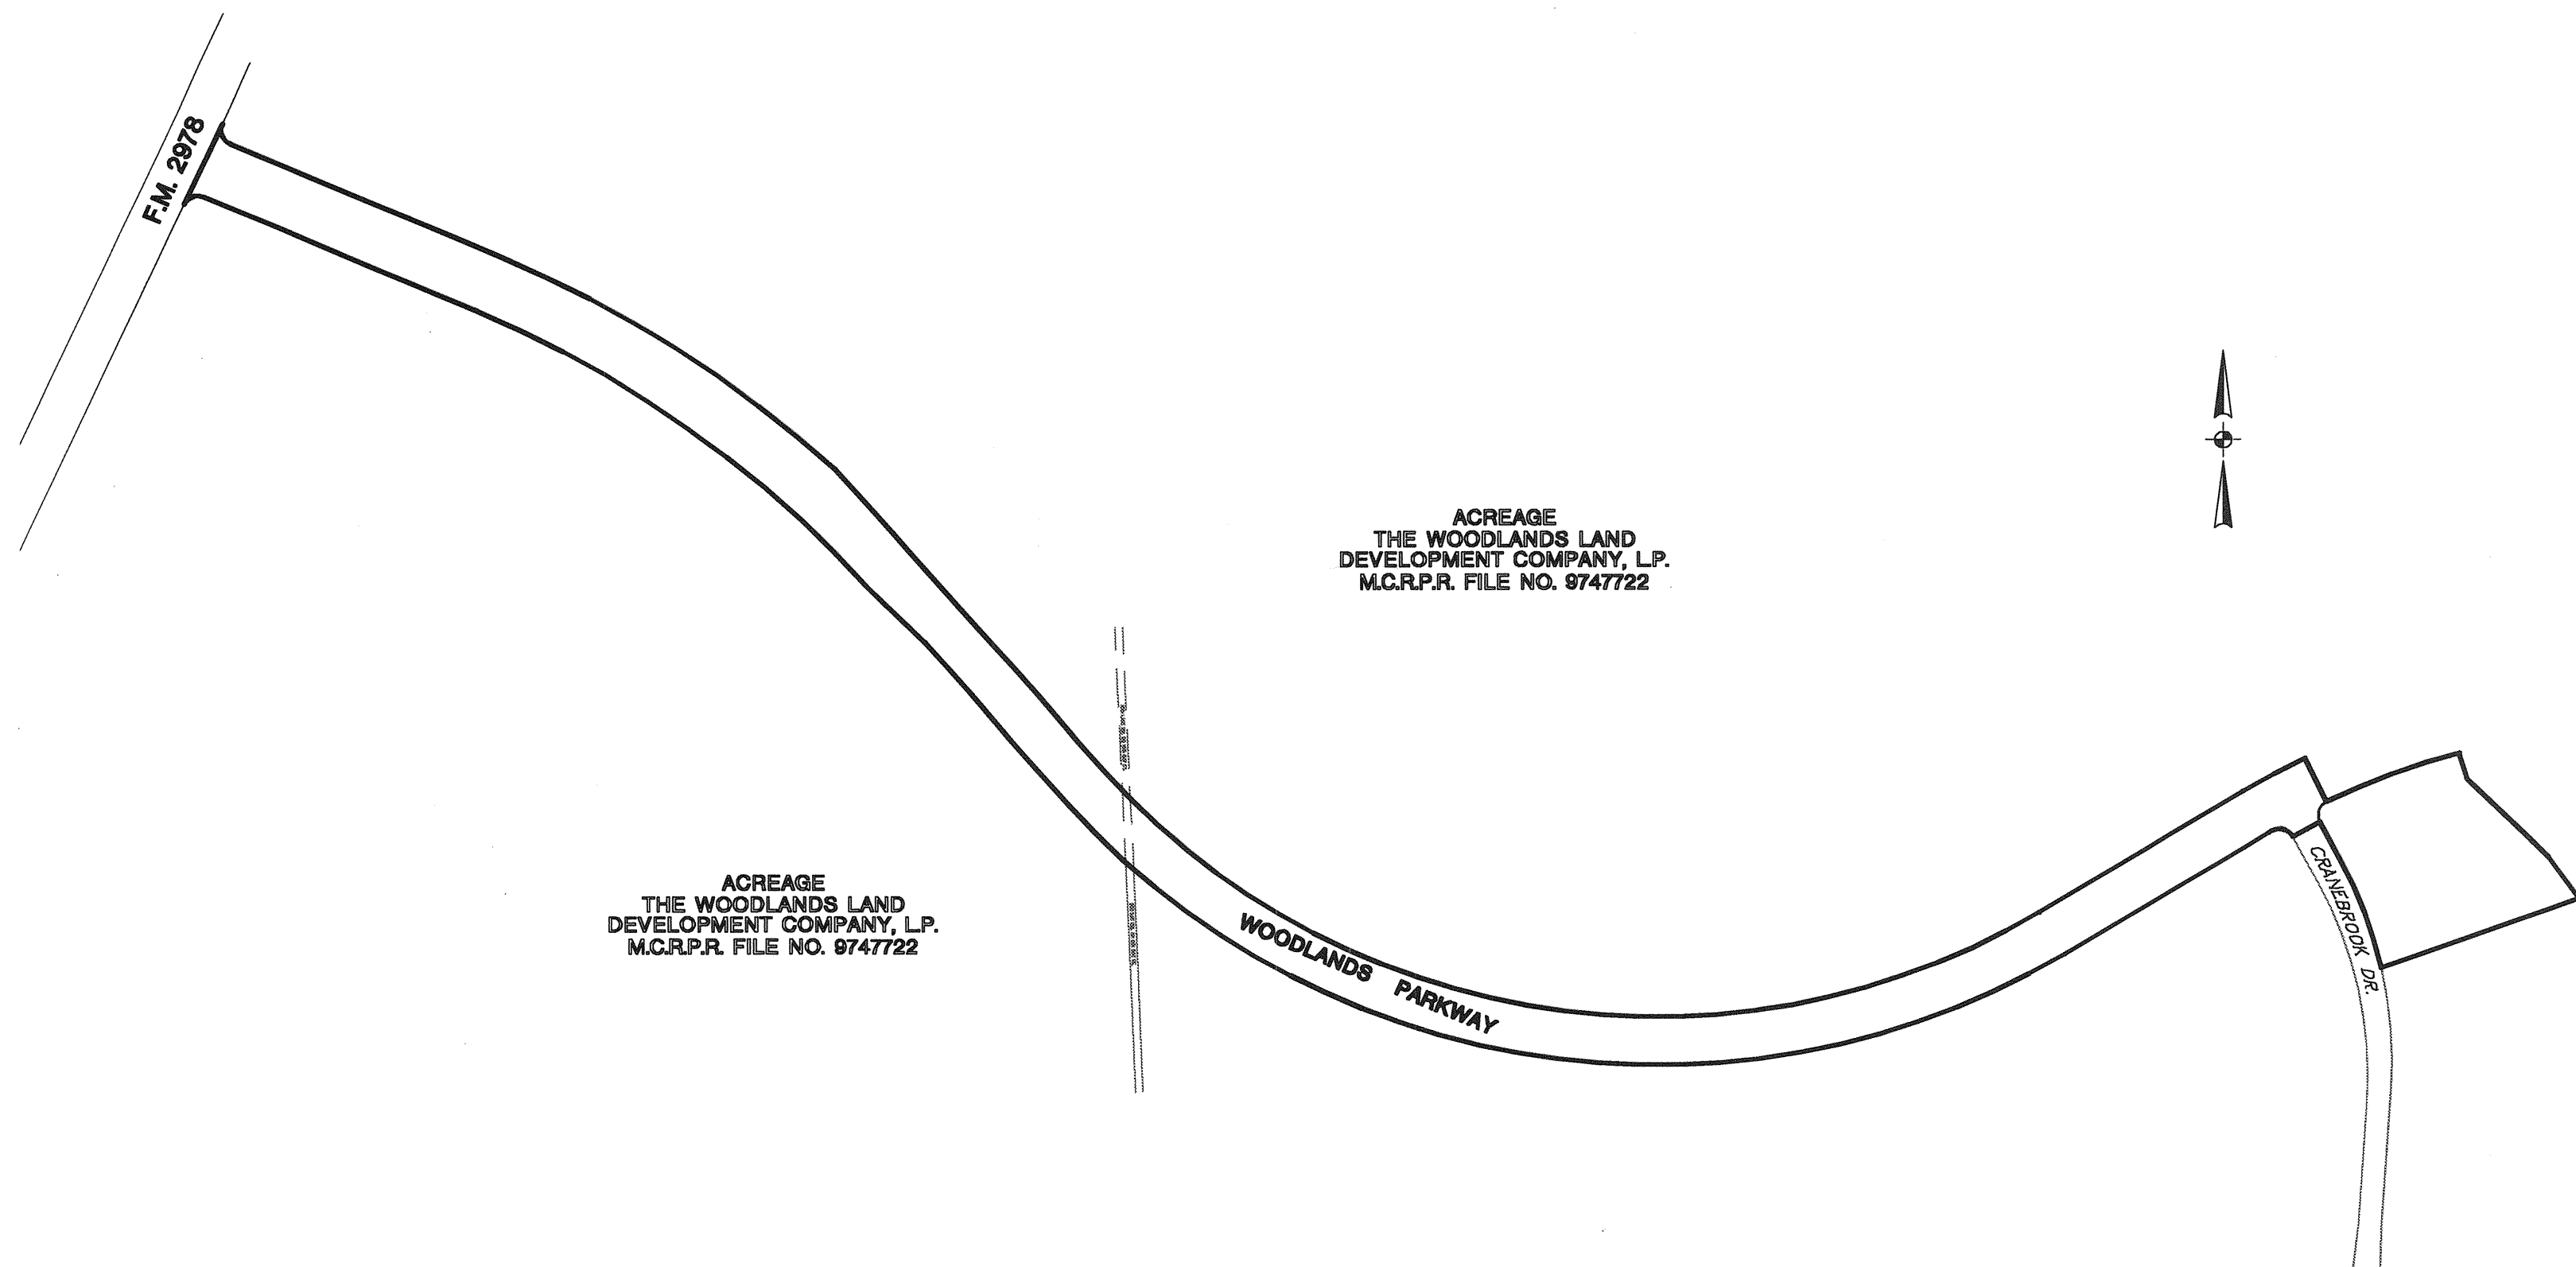 F.M. 2978
ACREAGE
THE WOODLANDS LAND
DEVELOPMENT COMPANY, L.P.
M.C.R.P.R. FILE NO. 9747722
ACREAGE
THE WOODLANDS LAND
DEVELOPMENT COMPANY, L.P.
M.C.R.P.R. FILE NO. 9747722
WOODLANDS PARKWAY
CRANEBROOK DR.